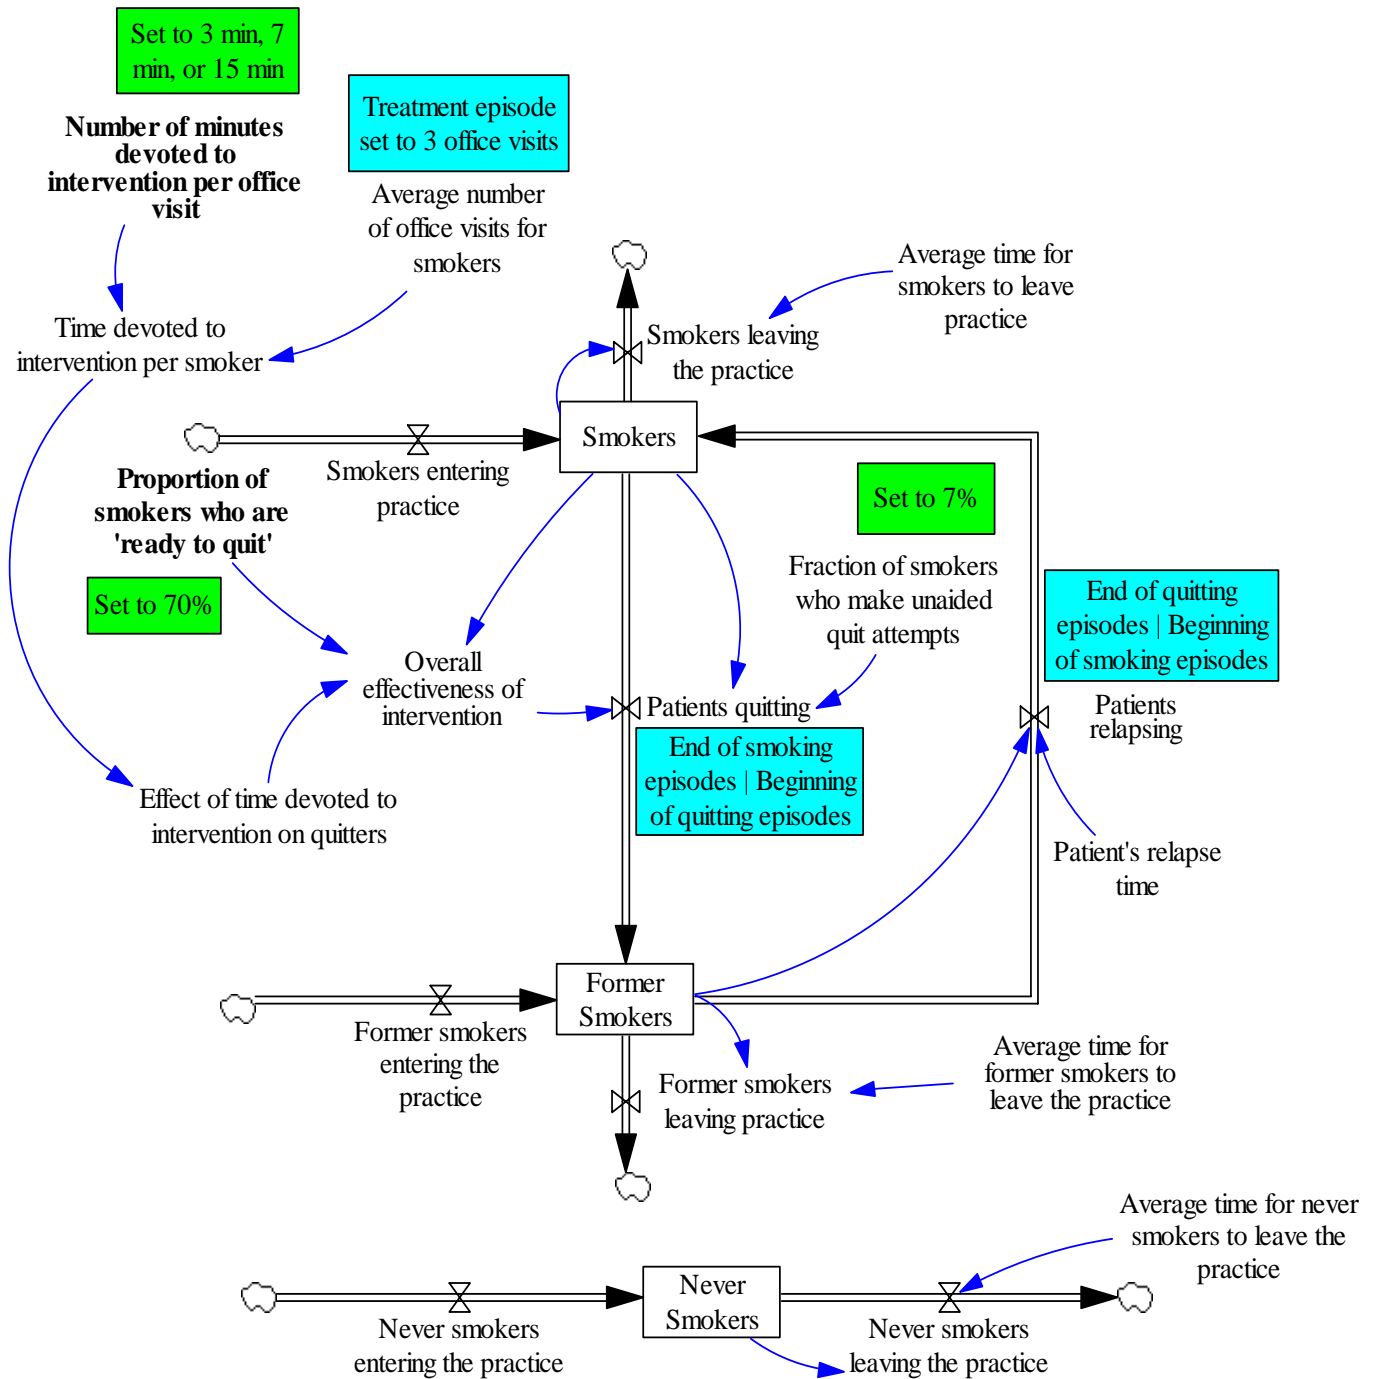 Set to 3 min, 7
min, or 15 min
Number of minutes
devoted to
intervention per office
visit
Treatment episode
set to 3 office visits
Average number
of office visits for
smokers
Time devoted to
intervention per smoker
Average time for
smokers to leave
practice
Smokers leaving
the practice
Smokers
Smokers entering
practice
Proportion of
smokers who are
'ready to quit'
Set to 70%
Set to 7%
Fraction of smokers
who make unaided
quit attempts
End of quitting
episodes | Beginning
of smoking episodes
Patients
relapsing
Overall
effectiveness of
intervention
Patients quitting
End of smoking
episodes | Beginning
of quitting episodes
Effect of time devoted to
intervention on quitters
Patient's relapse
time
Former
Smokers
Former smokers
entering the
practice
Former smokers
leaving practice
Average time for
former smokers to
leave the practice
Average time for never
smokers to leave the
practice
Never
Smokers
Never smokers
entering the practice
Never smokers
leaving the practice